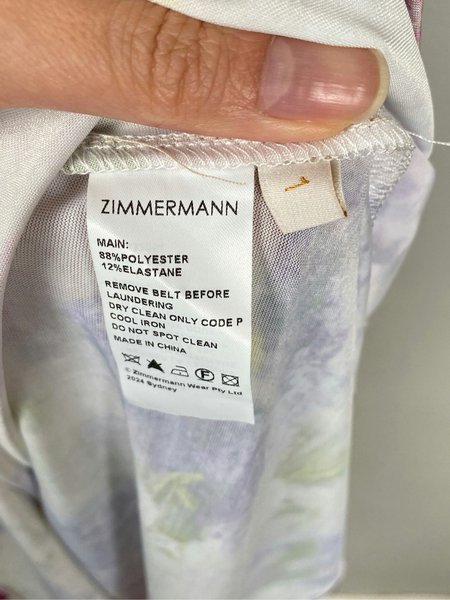 ZIMMERMANN
1
MAIN:
88%POLYESTER
12%ELASTANE
REMOVE BELT BEFORE
LAUNDERING
DRY CLEAN ONLY CODE P
COOL IRON
DO NOT SPOT CLEAN
MADE IN CHINA
F
© Zimmermann Wear Pty Ltd
2024 Sydney